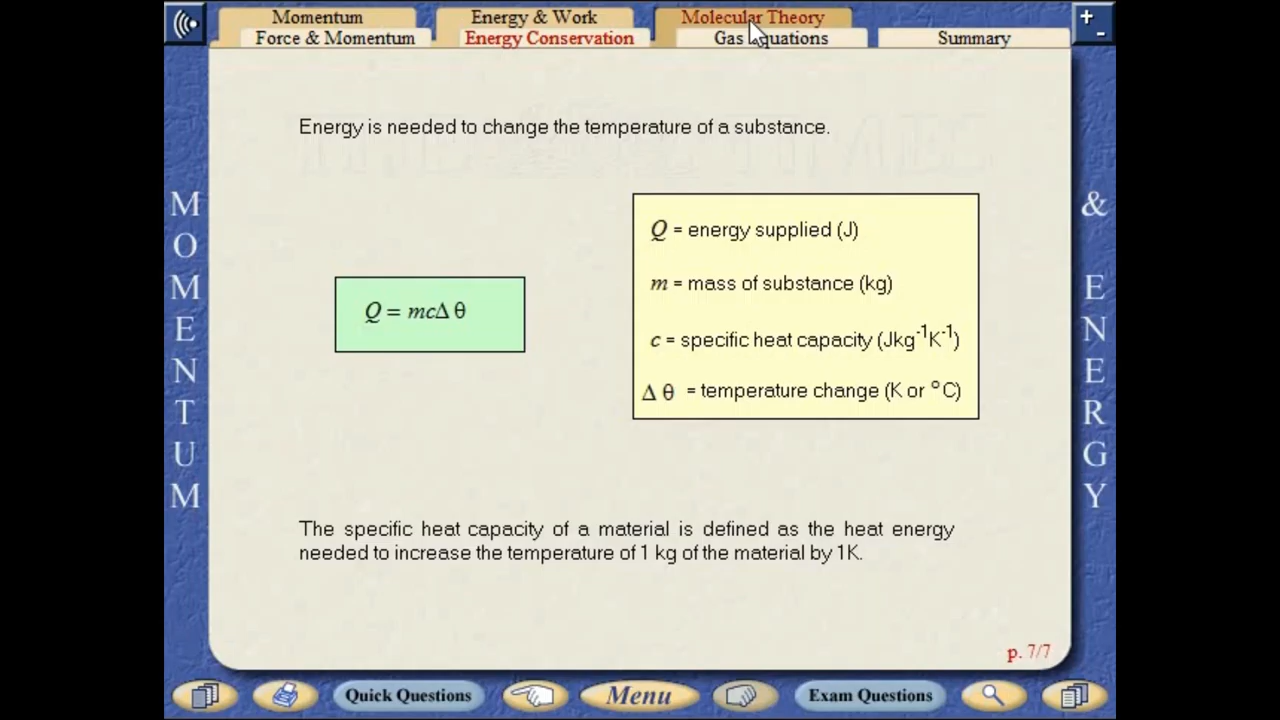 Momentum
Energy & Work
Molecular Theory
Force & Momentum
Energy Conservation
Gas Equations
Summary
+
-
MOMENTUM
& ENERGY
Energy is needed to change the temperature of a substance.
Q = mcΔ θ
Q = energy supplied (J)
m = mass of substance (kg)
c = specific heat capacity (Jkg⁻¹K⁻¹)
Δ θ = temperature change (K or °C)
The specific heat capacity of a material is defined as the heat energy
needed to increase the temperature of 1 kg of the material by 1K.
p. 7/7
Quick Questions
Menu
Exam Questions